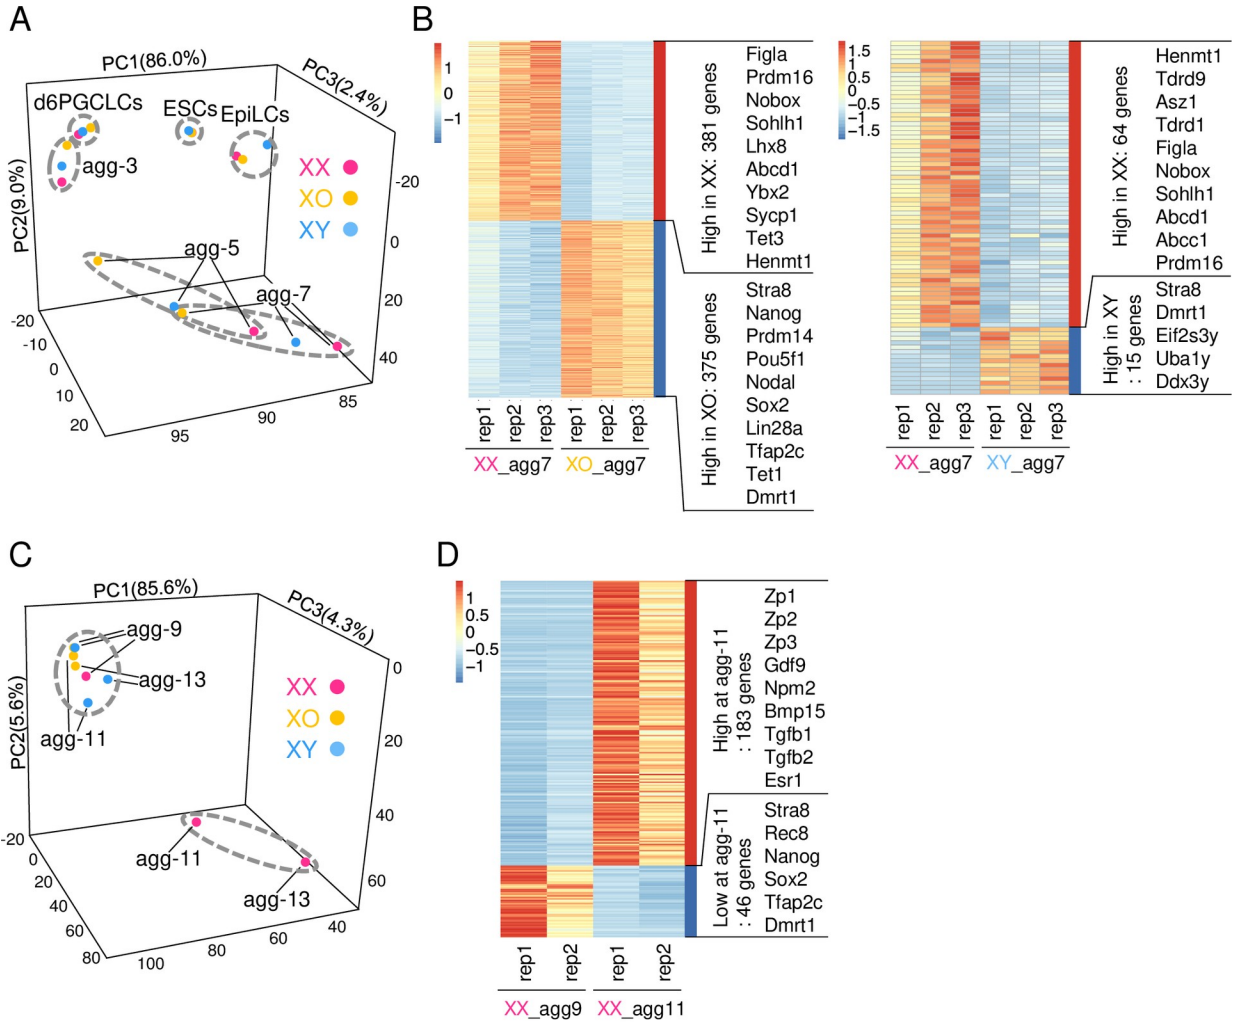 A
PC1(86.0%)
PC3(2.4%)
PC2(9.0%)
d6PGCLCs
ESCs
EpiLCs
agg-3
XX
XO
XY
agg-5
agg-7
-20
0
20
40
-20
-10
0
10
20
95
90
85
B
1
0
−1
High in XX: 381 genes
Figla
Prdm16
Nobox
Sohlh1
Lhx8
Abcd1
Ybx2
Sycp1
Tet3
Henmt1
High in XO: 375 genes
Stra8
Nanog
Prdm14
Pou5f1
Nodal
Sox2
Lin28a
Tfap2c
Tet1
Dmrt1
rep1
rep2
rep3
rep1
rep2
rep3
XX_agg7
XO_agg7
1.5
1
0.5
0
−0.5
−1
−1.5
High in XX: 64 genes
Henmt1
Tdrd9
Asz1
Tdrd1
Figla
Nobox
Sohlh1
Abcd1
Abcc1
Prdm16
High in XY
: 15 genes
Stra8
Dmrt1
Eif2s3y
Uba1y
Ddx3y
rep1
rep2
rep3
rep1
rep2
rep3
XX_agg7
XY_agg7
C
PC1(85.6%)
PC3(4.3%)
PC2(5.6%)
agg-9
agg-13
agg-11
XX
XO
XY
agg-11
agg-13
0
20
40
60
-20
0
20
40
60
80
100
80
60
40
D
1
0.5
0
−0.5
−1
High at agg-11
: 183 genes
Zp1
Zp2
Zp3
Gdf9
Npm2
Bmp15
Tgfb1
Tgfb2
Esr1
Low at agg-11
: 46 genes
Stra8
Rec8
Nanog
Sox2
Tfap2c
Dmrt1
rep1
rep2
rep1
rep2
XX_agg9
XX_agg11